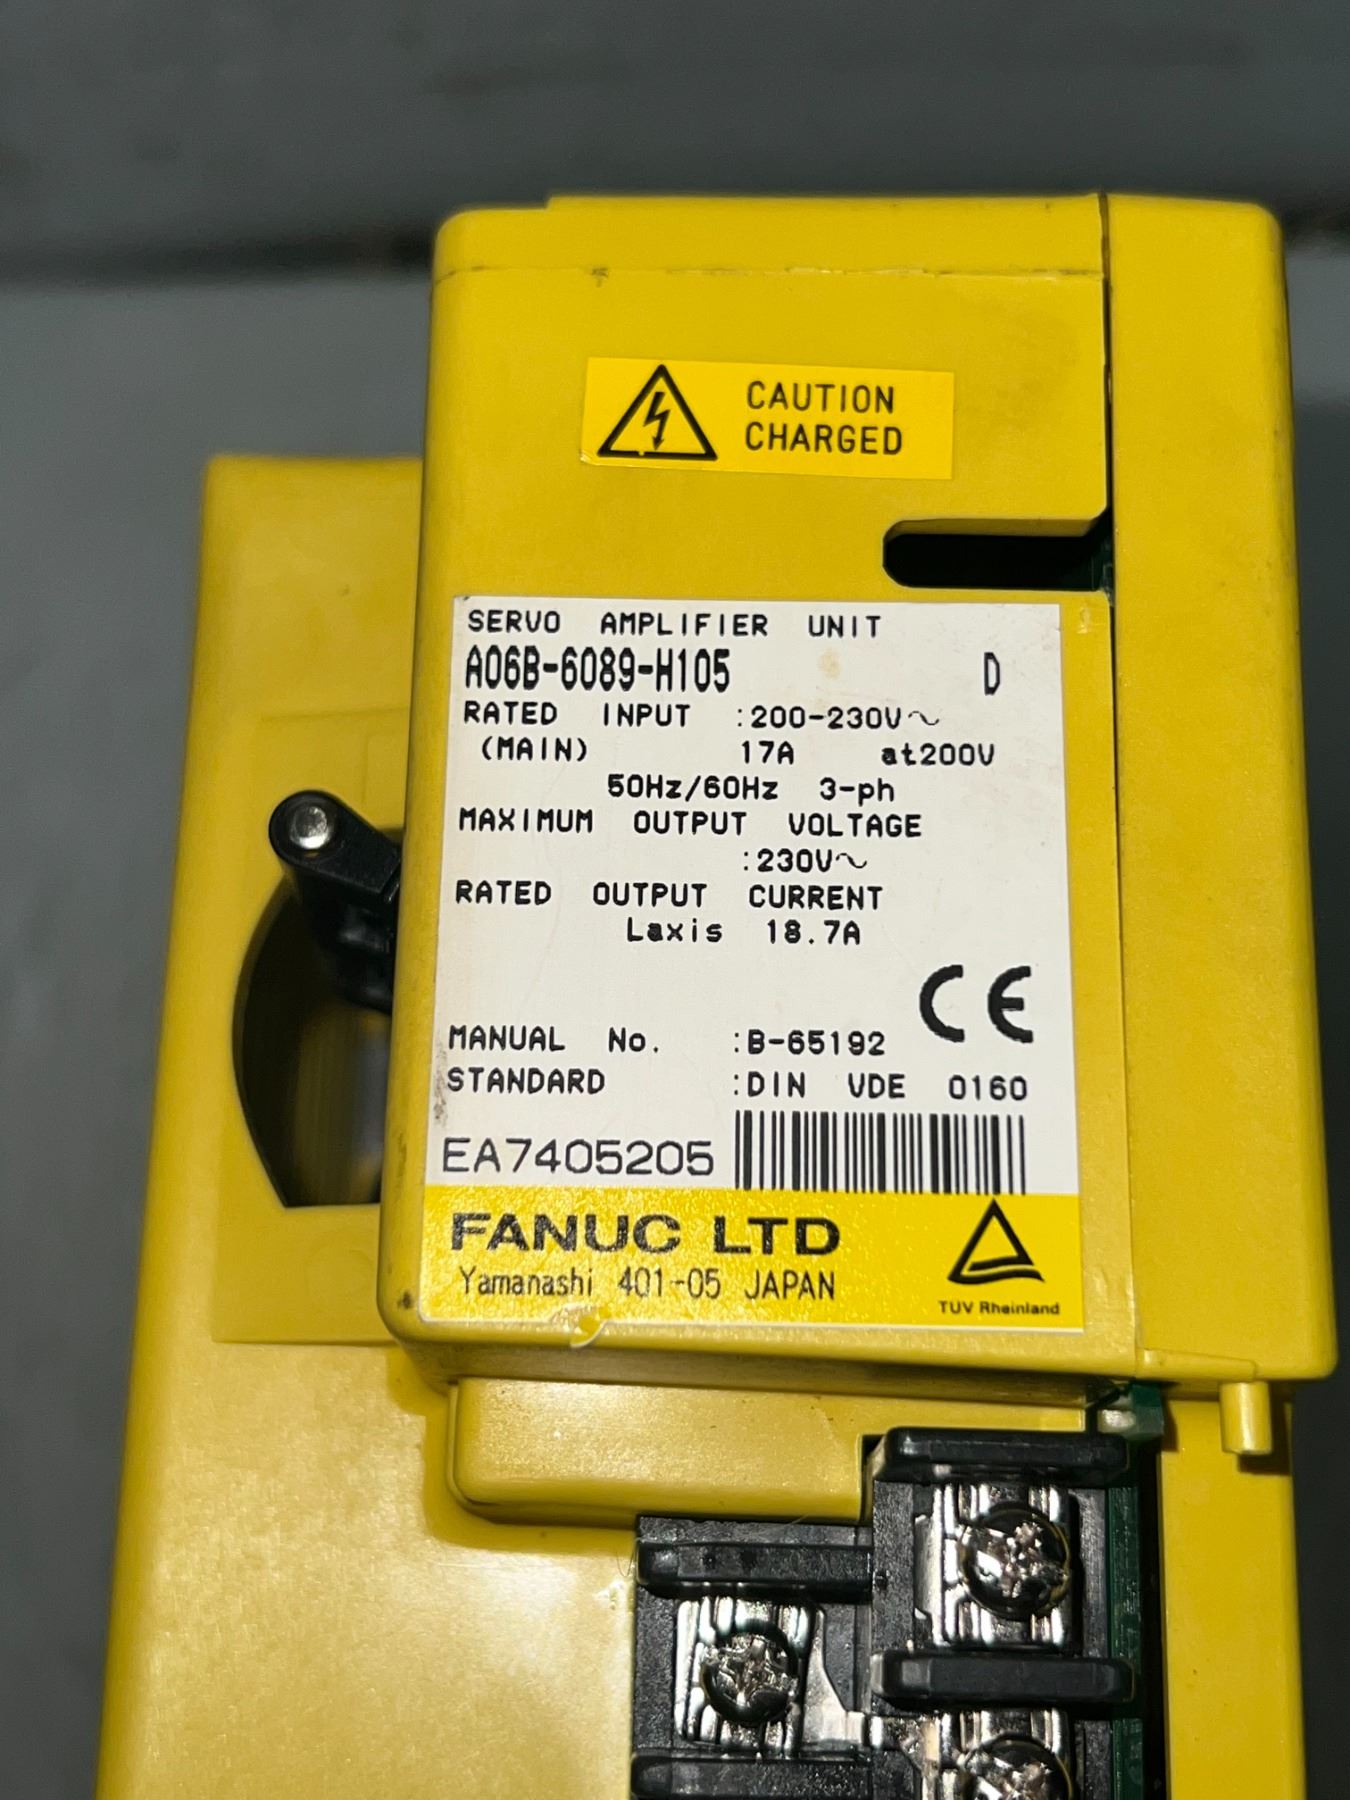 CAUTION
CHARGED
SERVO AMPLIFIER UNIT
A06B-6089-H105 D
RATED INPUT :200-230V~
(MAIN) 17A at200V
50Hz/60Hz 3-ph
MAXIMUM OUTPUT VOLTAGE
:230V~
RATED OUTPUT CURRENT
Laxis 18.7A
CE
MANUAL No. :B-65192
STANDARD :DIN VDE 0160
EA7405205
FANUC LTD
Yamanashi 401-05 JAPAN
TÜV Rheinland